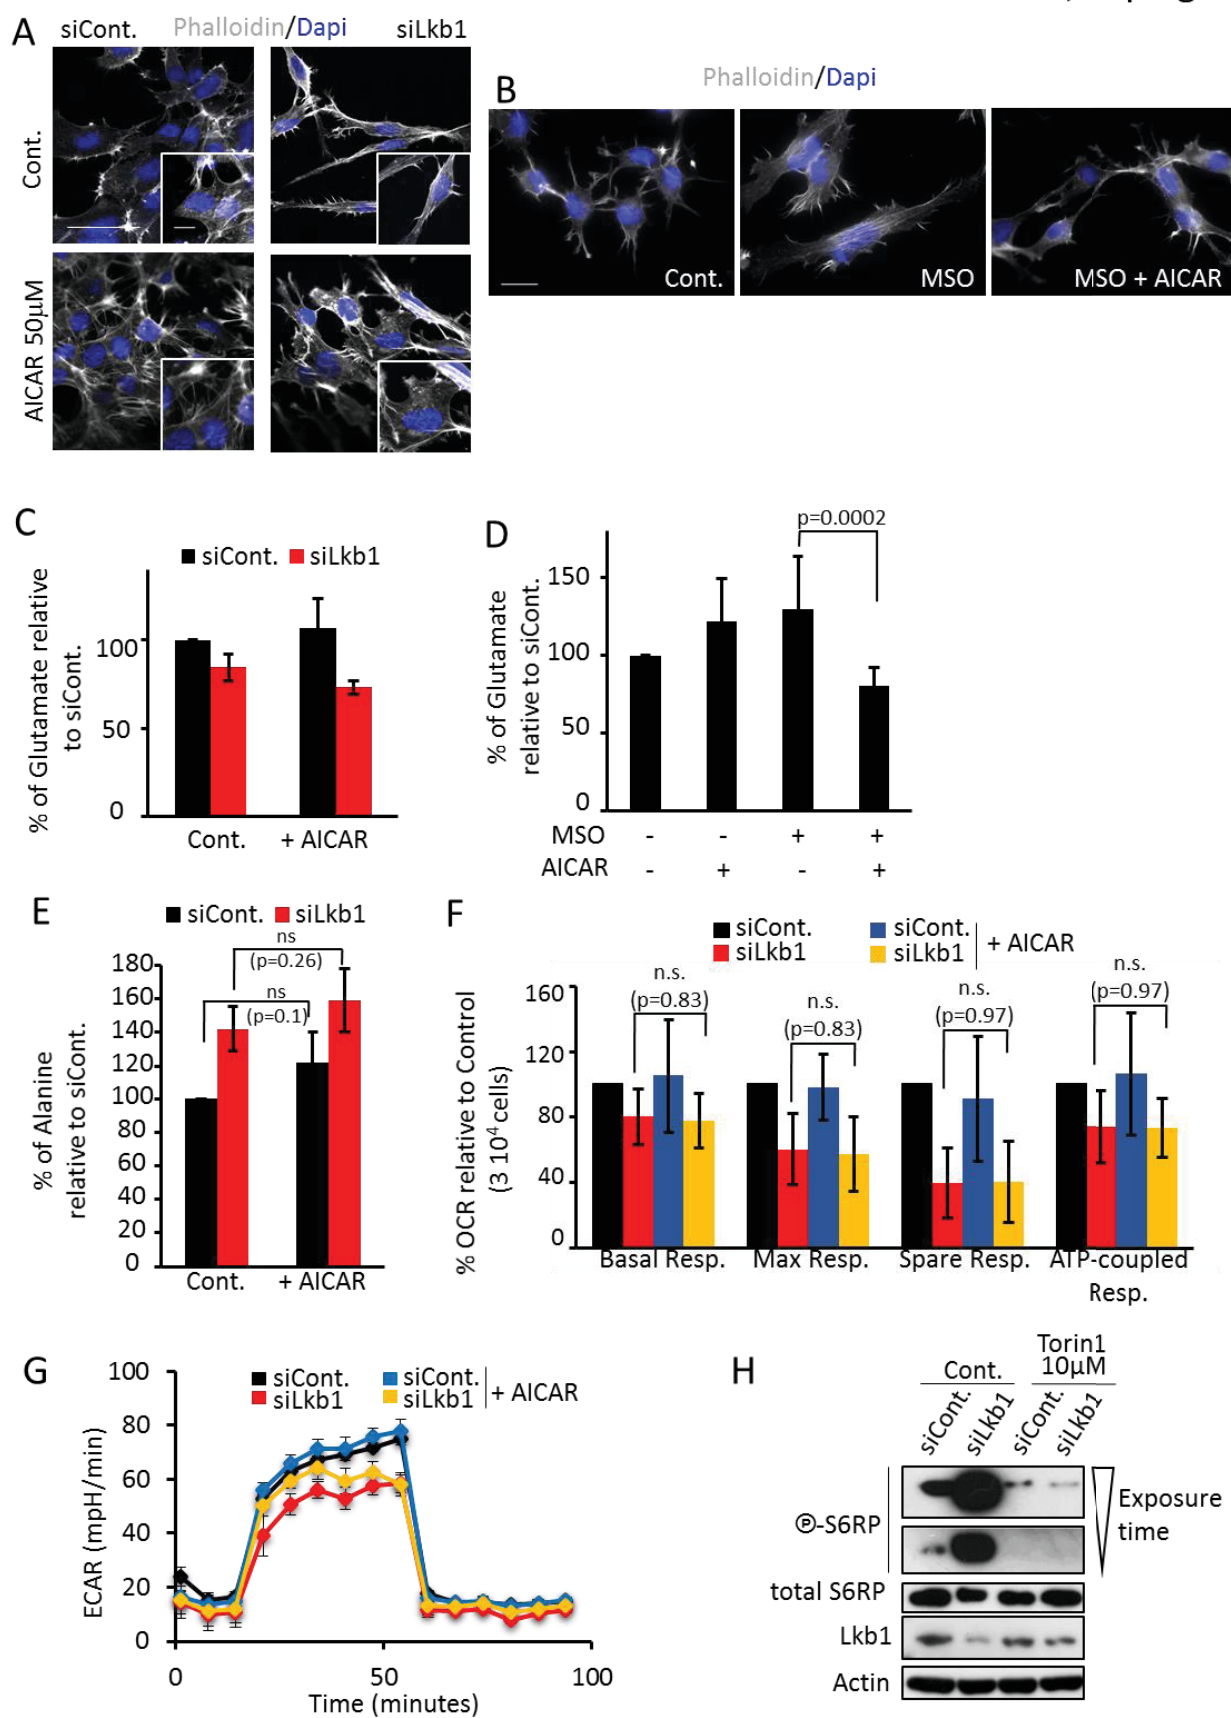 A
siCont. Phalloidin/Dapi siLkb1
Cont.
AICAR 50μM
B
Phalloidin/Dapi
Cont. MSO MSO + AICAR
C
siCont. siLkb1
% of Glutamate relative
to siCont.
100
50
0
Cont. + AICAR
D
p=0.0002
% of Glutamate
relative to siCont.
150
100
50
0
MSO - - + +
AICAR - + - +
E
siCont. siLkb1
ns
(p=0.26)
ns
(p=0.1)
% of Alanine
relative to siCont.
180
160
140
120
100
80
60
40
20
0
Cont. + AICAR
F
siCont. siCont.
siLkb1 siLkb1
+ AICAR
% OCR relative to Control
(3 10⁴ cells)
160
120
80
40
0
n.s.
(p=0.83)
n.s.
(p=0.83)
n.s.
(p=0.97)
n.s.
(p=0.97)
Basal Resp. Max Resp. Spare Resp. ATP-coupled
Resp.
G
siCont. siCont.
siLkb1 siLkb1
+ AICAR
ECAR (mpH/min)
100
80
60
40
20
0
0 50 100
Time (minutes)
H
Torin1
Cont. 10μM
siCont. siLkb1 siCont. siLkb1
Ⓟ-S6RP
Exposure
time
total S6RP
Lkb1
Actin